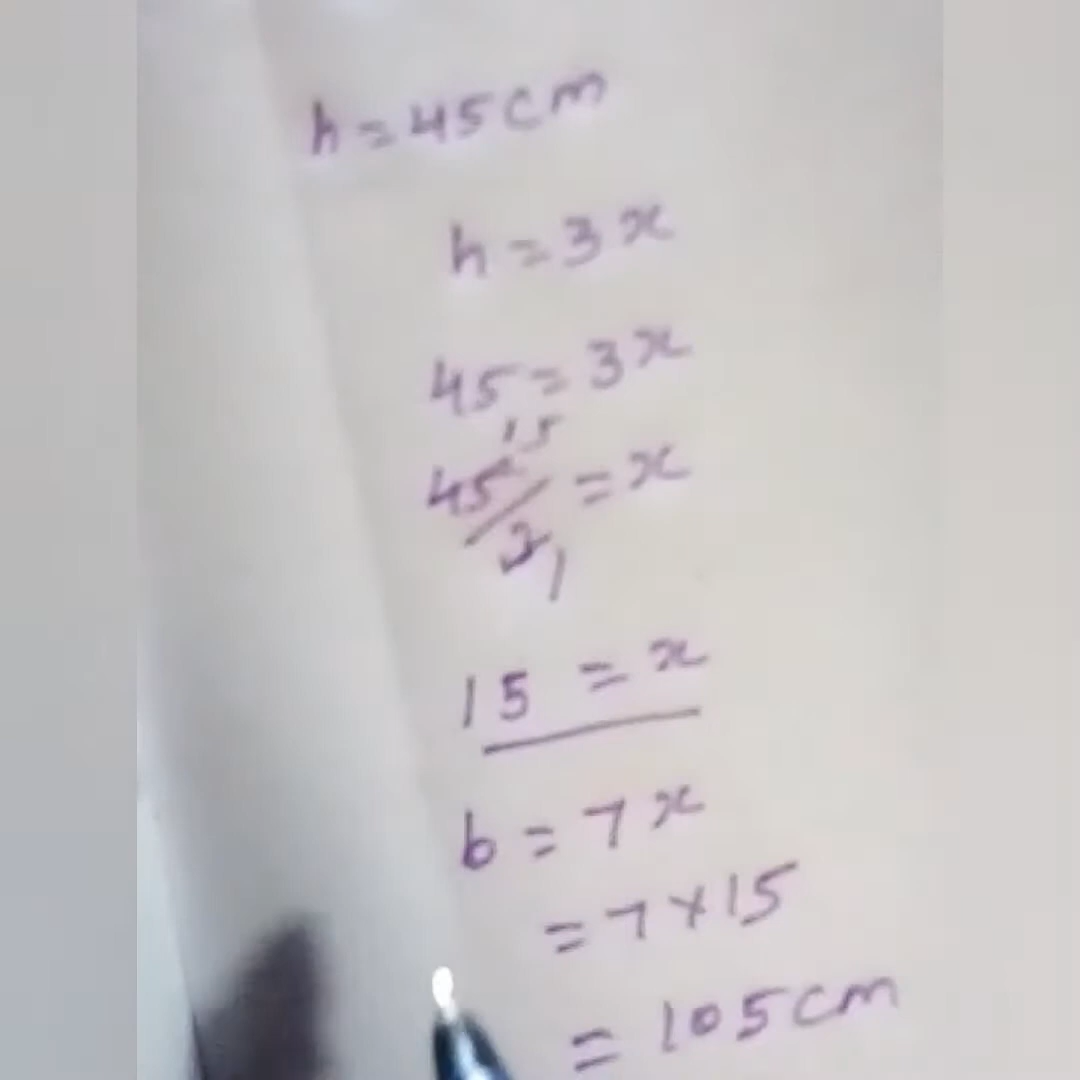 h = 45cm
h = 3x
45 = 3x
15
45/3 = x
1
15 = x
b = 7x
= 7×15
= 105cm